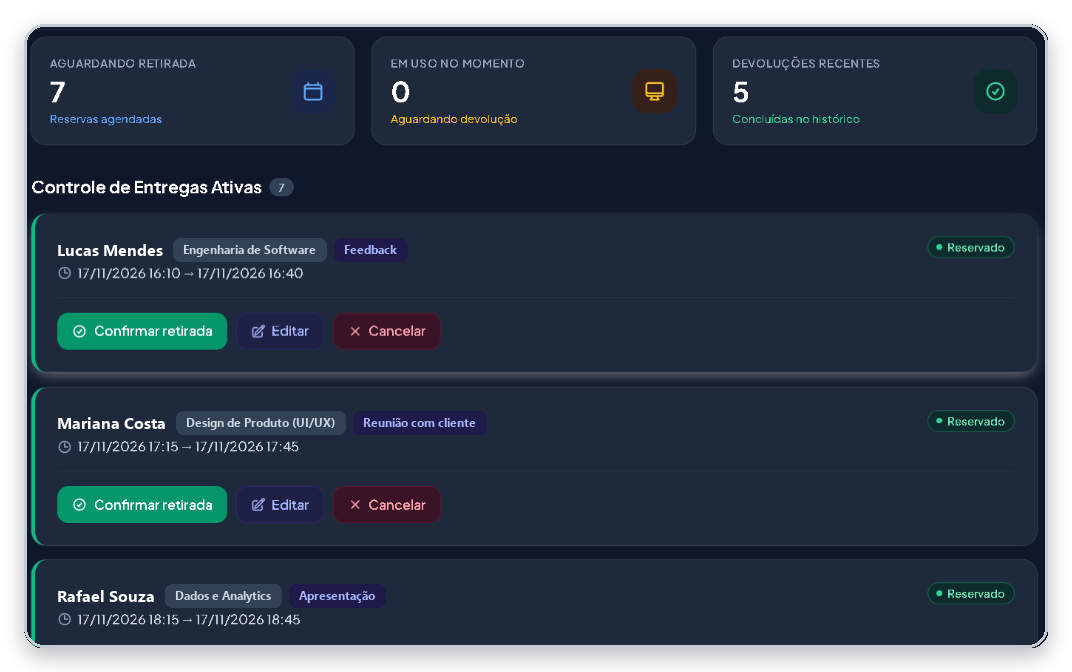 AGUARDANDO RETIRADA
7
Reservas agendadas
EM USO NO MOMENTO
0
Aguardando devolução
DEVOLUÇÕES RECENTES
5
Concluídas no histórico
Controle de Entregas Ativas 7
Lucas Mendes Engenharia de Software Feedback Reservado
17/11/2026 16:10 → 17/11/2026 16:40
Confirmar retirada Editar Cancelar
Mariana Costa Design de Produto (UI/UX) Reunião com cliente Reservado
17/11/2026 17:15 → 17/11/2026 17:45
Confirmar retirada Editar Cancelar
Rafael Souza Dados e Analytics Apresentação Reservado
17/11/2026 18:15 → 17/11/2026 18:45